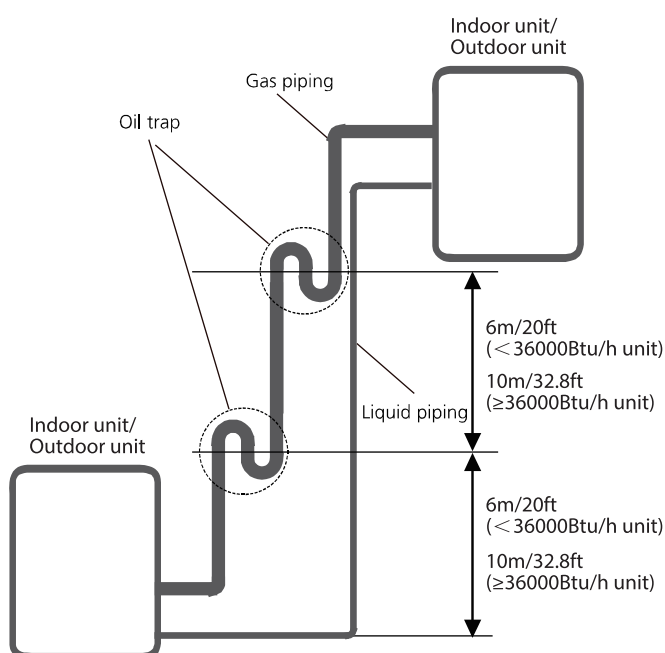 Indoor unit/
Outdoor unit
Gas piping
Oil trap
6m/20ft
(<36000Btu/h unit)
10m/32.8ft
(≥36000Btu/h unit)
Liquid piping
Indoor unit/
Outdoor unit
6m/20ft
(<36000Btu/h unit)
10m/32.8ft
(≥36000Btu/h unit)